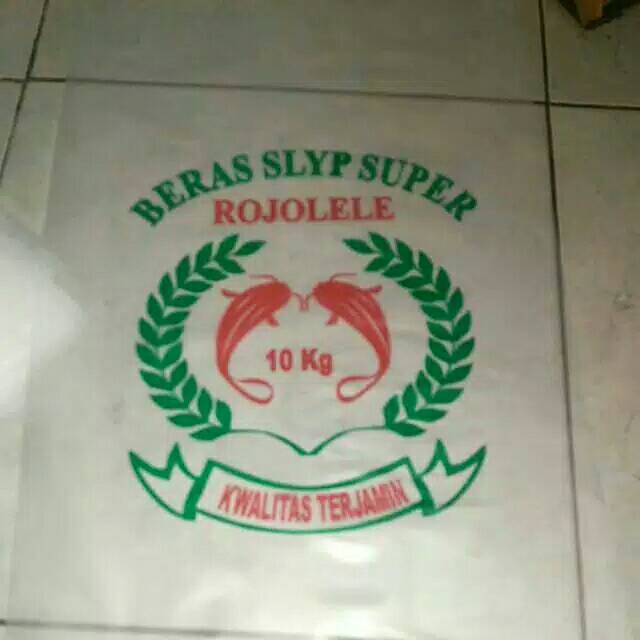 BERAS SLYP SUPER
ROJOLELE
10 Kg
KWALITAS TERJAMIN